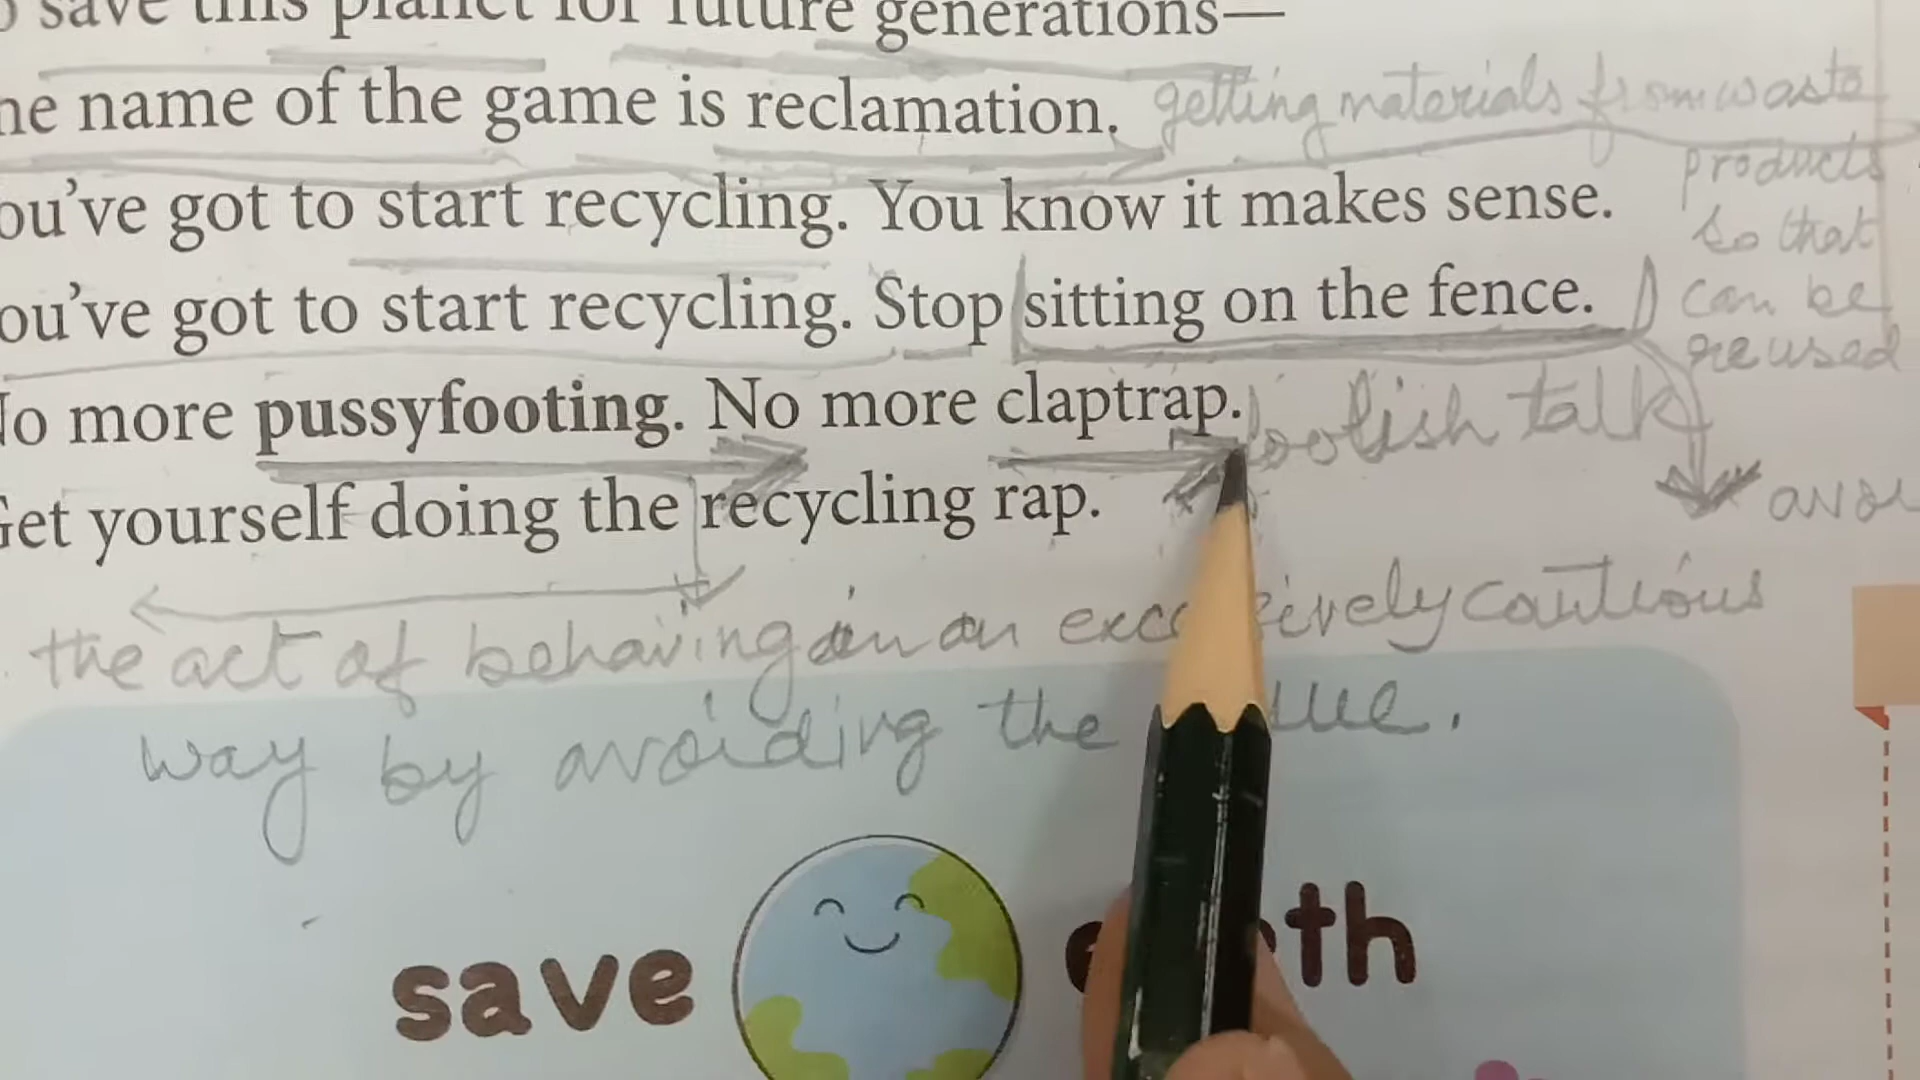 save this planet for future generations—
name of the game is reclamation. getting materials from waste
products
ou've got to start recycling. You know it makes sense.
so that
ou've got to start recycling. Stop sitting on the fence.
can be
reused
No more pussyfooting. No more claptrap. foolish talk
Get yourself doing the recycling rap.
the act of behaving in an excessively cautious
way by avoiding the
save earth